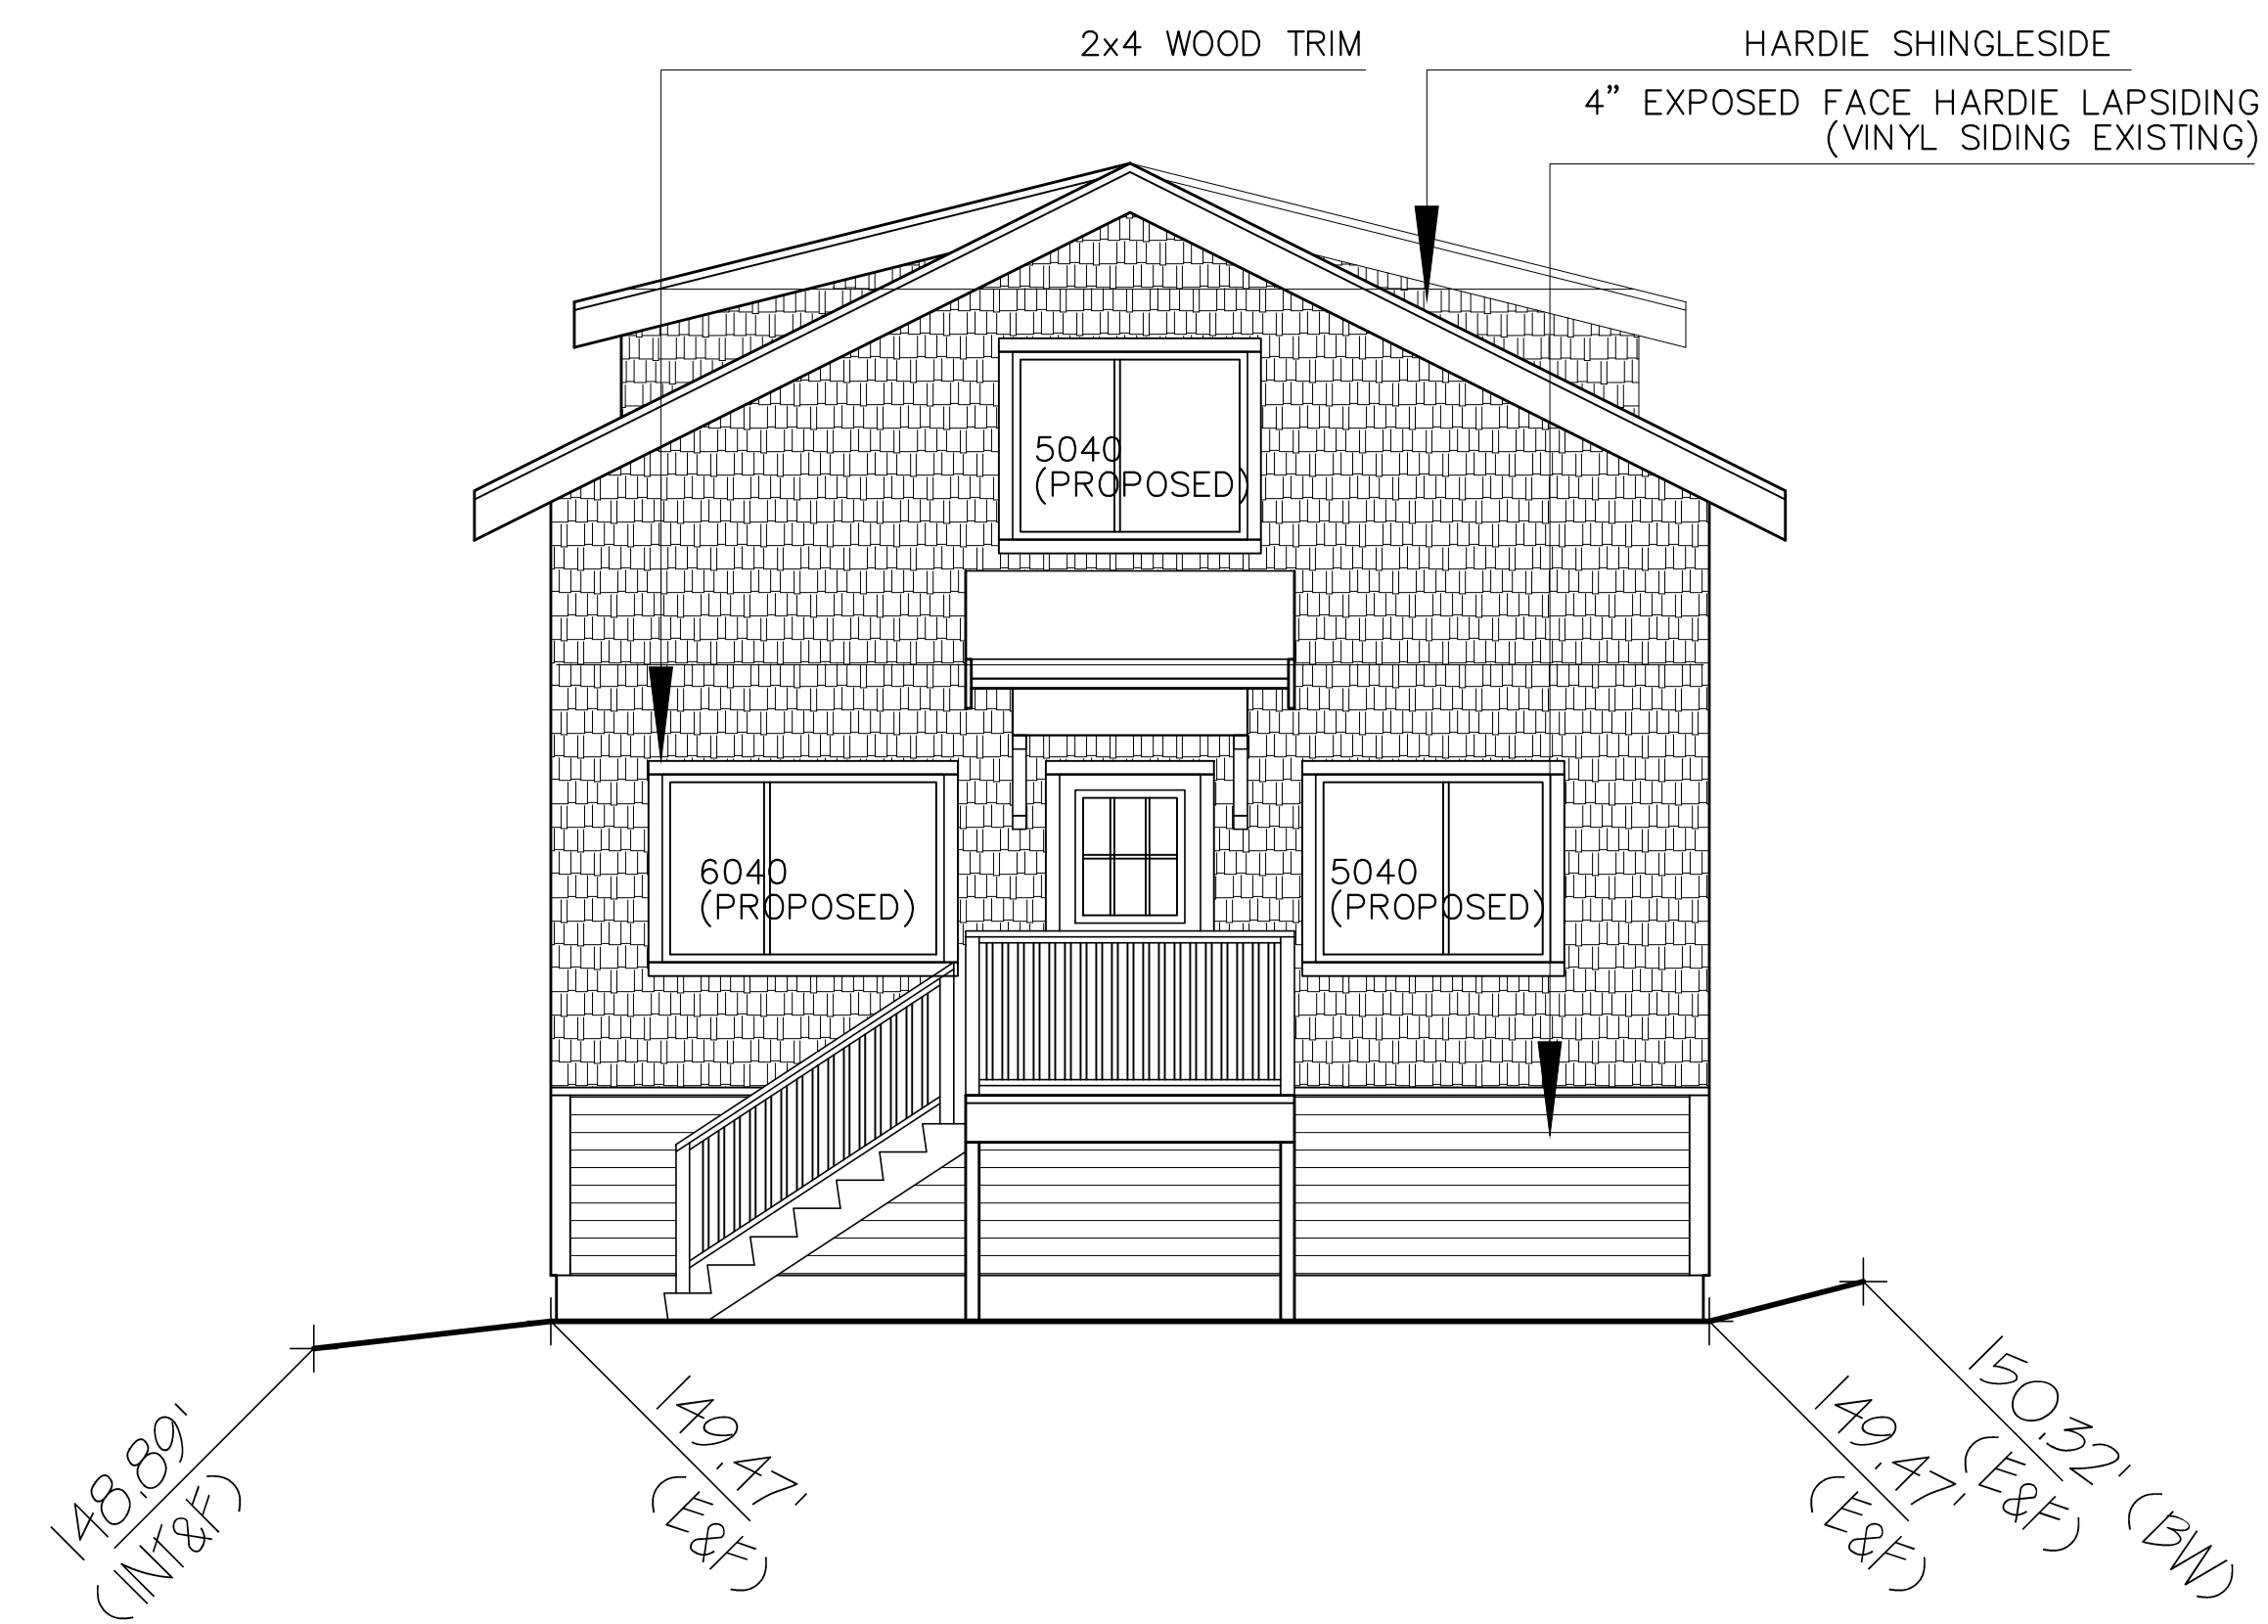 2x4 WOOD TRIM
HARDIE SHINGLESIDE
4” EXPOSED FACE HARDIE LAPSIDING
(VINYL SIDING EXISTING)
5040
(PROPOSED)
6040
(PROPOSED)
5040
(PROPOSED)
148.89'
(INT&F)
149.47'
(E&F)
149.47'
(E&F)
150.32' (BW)
(E&F)